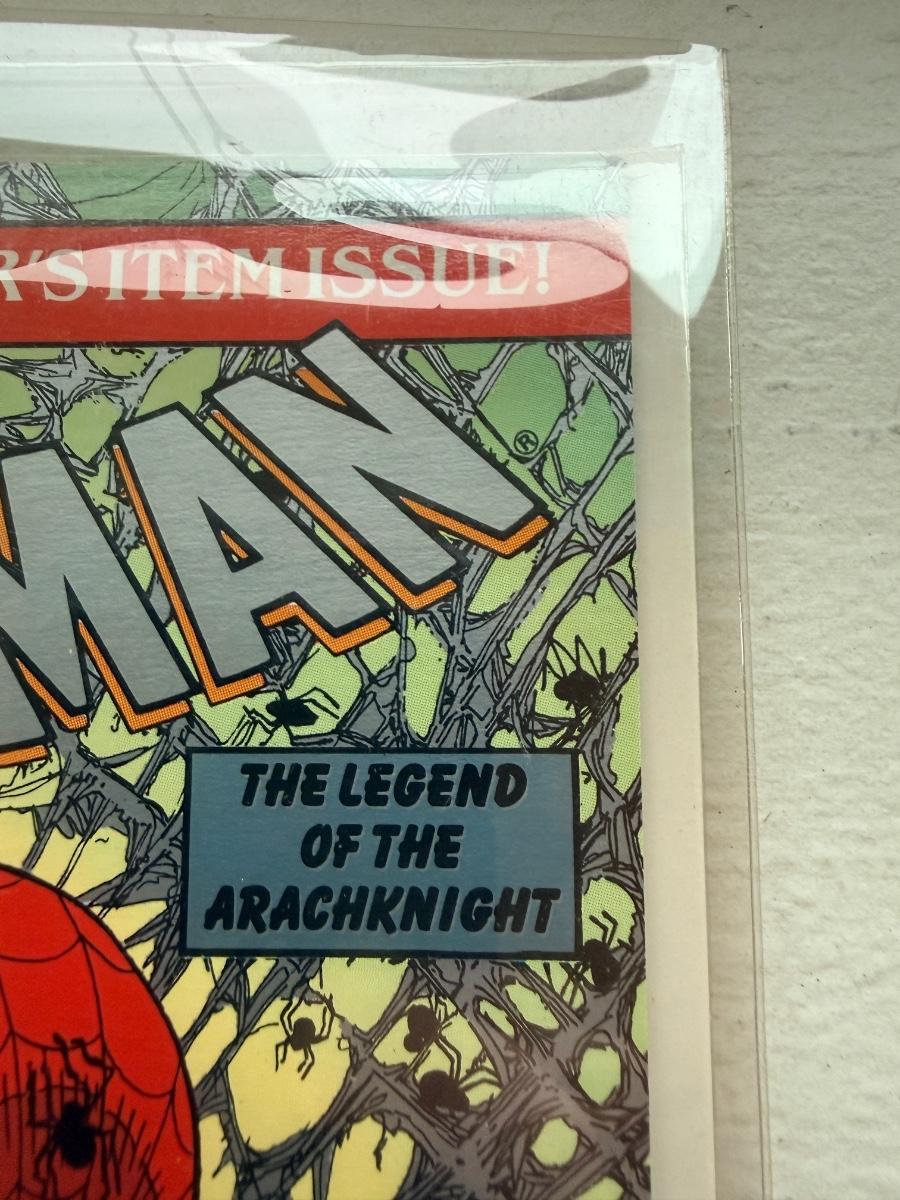 R'S ITEM ISSUE!
MAN
®
THE LEGEND
OF THE
ARACHKNIGHT